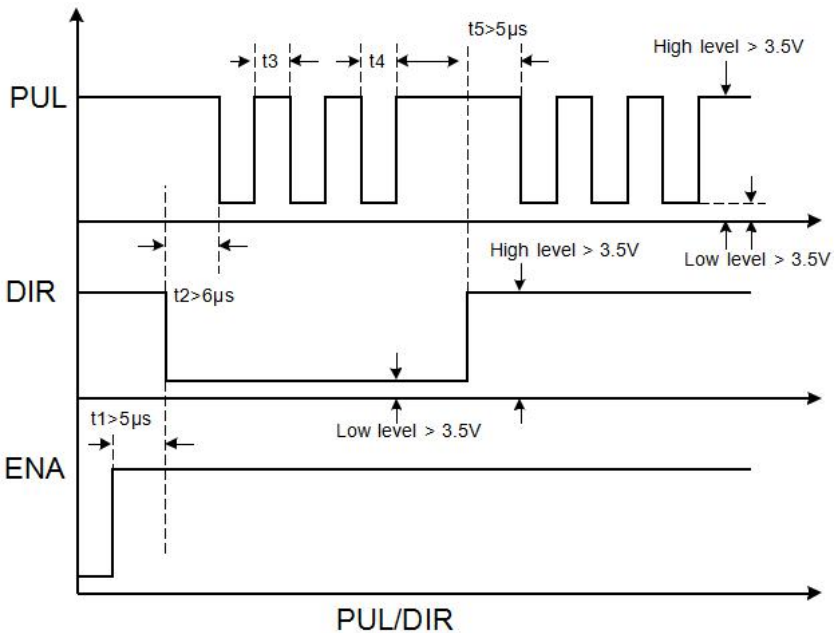 t5>5µs
High level > 3.5V
t3
t4
PUL
High level > 3.5V
Low level > 3.5V
DIR
t2>6µs
t1>5µs
Low level > 3.5V
ENA
PUL/DIR